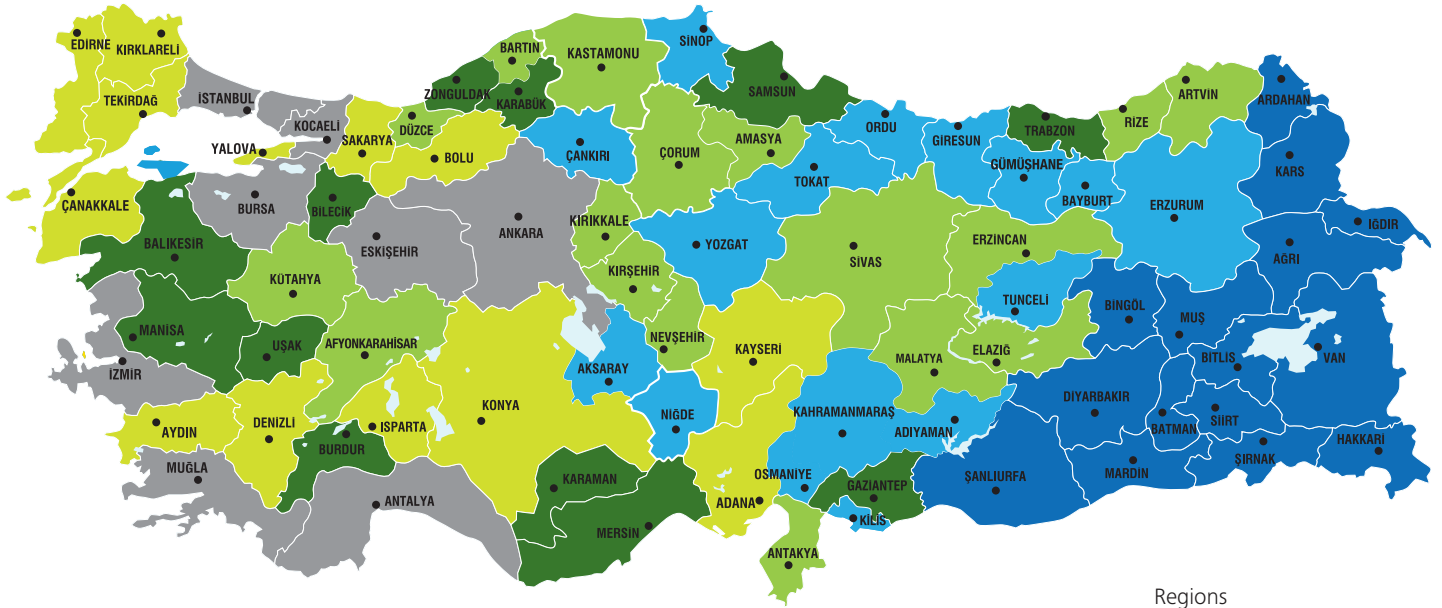 EDİRNE
KIRKLARELİ
TEKİRDAĞ
İSTANBUL
KOCAELİ
YALOVA
SAKARYA
DÜZCE
BOLU
ZONGULDAK
BARTIN
KARABÜK
KASTAMONU
SİNOP
SAMSUN
ÇANKIRI
ÇORUM
AMASYA
TOKAT
ORDU
GİRESUN
GÜMÜŞHANE
TRABZON
BAYBURT
RİZE
ARTVİN
ARDAHAN
KARS
ERZURUM
IĞDIR
AĞRI
ÇANAKKALE
BALIKESİR
BURSA
BİLECİK
ESKİŞEHİR
ANKARA
KIRIKKALE
YOZGAT
SİVAS
ERZİNCAN
TUNCELİ
BİNGÖL
MUŞ
BİTLİS
VAN
KÜTAHYA
KIRŞEHİR
NEVŞEHİR
KAYSERİ
MALATYA
ELAZIĞ
MANİSA
UŞAK
AFYONKARAHİSAR
İZMİR
AYDIN
DENİZLİ
BURDUR
ISPARTA
KONYA
AKSARAY
NİĞDE
KAHRAMANMARAŞ
ADIYAMAN
DİYARBAKIR
BATMAN
SİİRT
ŞIRNAK
HAKKARİ
MUĞLA
ANTALYA
KARAMAN
MERSİN
ADANA
OSMANİYE
GAZİANTEP
KİLİS
ŞANLIURFA
MARDİN
ANTAKYA
Regions